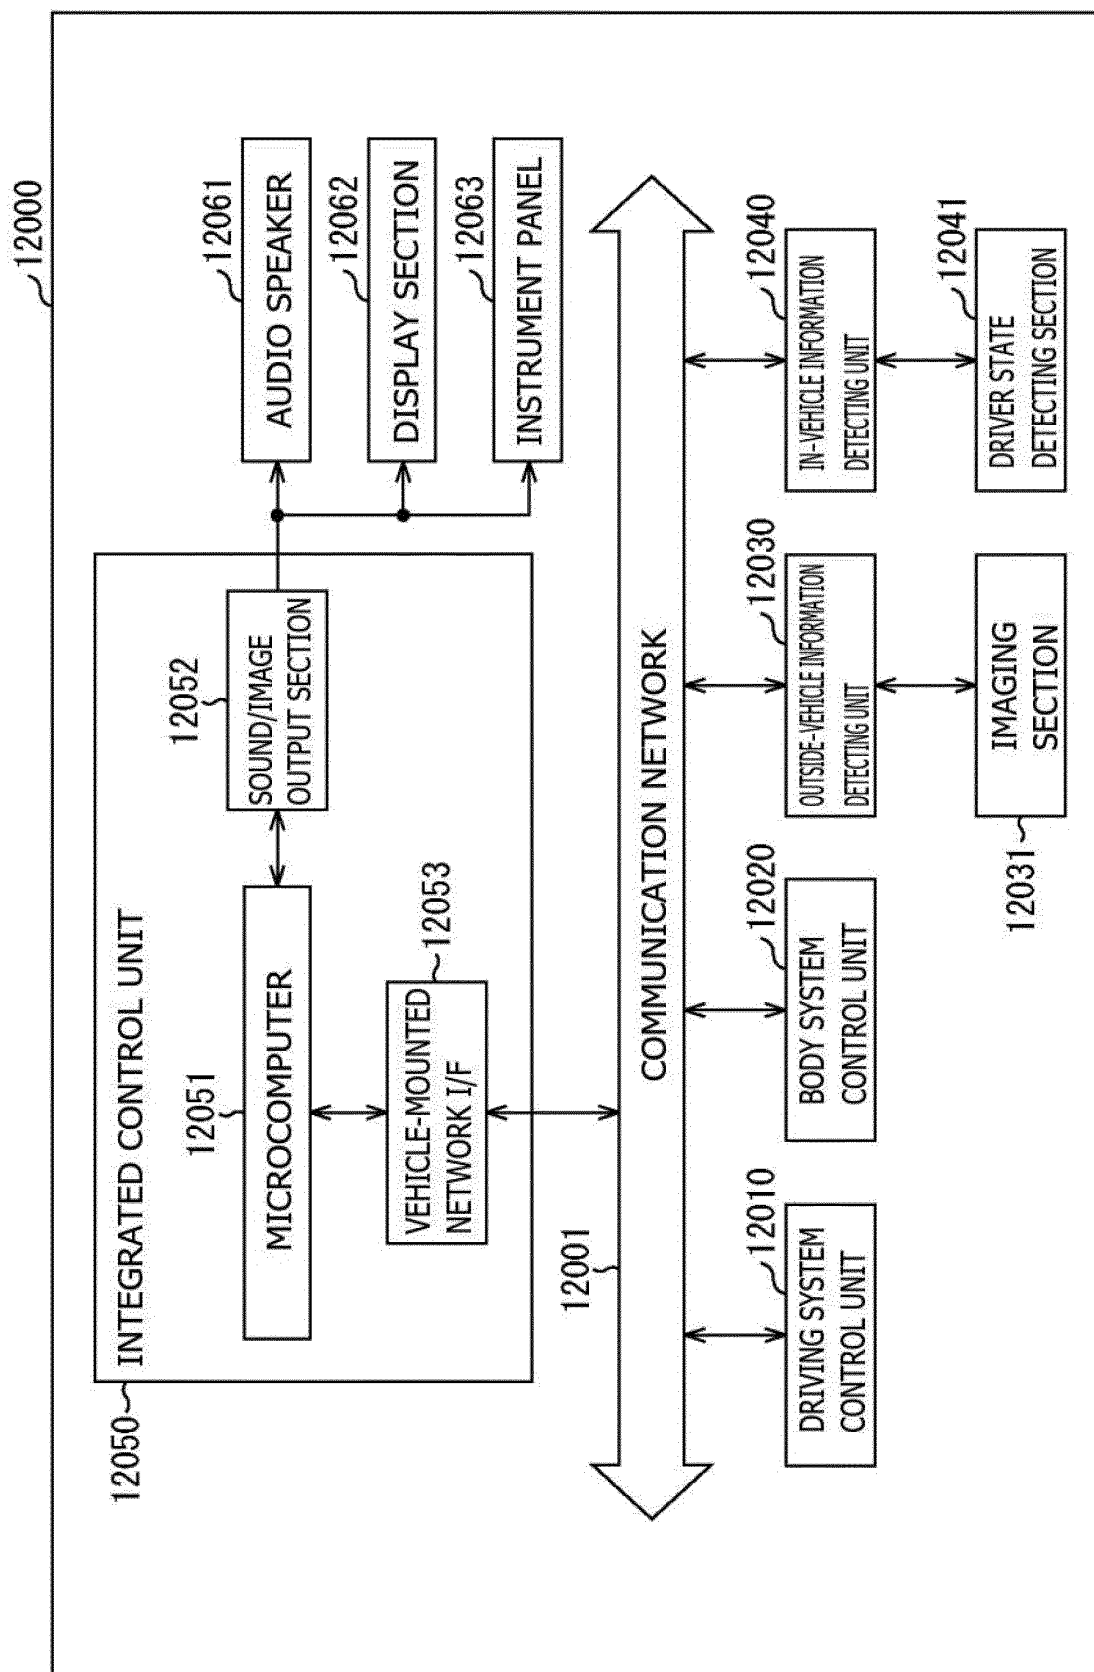 12000
12050
INTEGRATED CONTROL UNIT
12051
MICROCOMPUTER
12052
SOUND/IMAGE
OUTPUT SECTION
12053
VEHICLE-MOUNTED
NETWORK I/F
12061
AUDIO SPEAKER
12062
DISPLAY SECTION
12063
INSTRUMENT PANEL
12001
COMMUNICATION NETWORK
12010
DRIVING SYSTEM
CONTROL UNIT
12020
BODY SYSTEM
CONTROL UNIT
12030
OUTSIDE-VEHICLE INFORMATION
DETECTING UNIT
12040
IN-VEHICLE INFORMATION
DETECTING UNIT
12031
IMAGING
SECTION
12041
DRIVER STATE
DETECTING SECTION